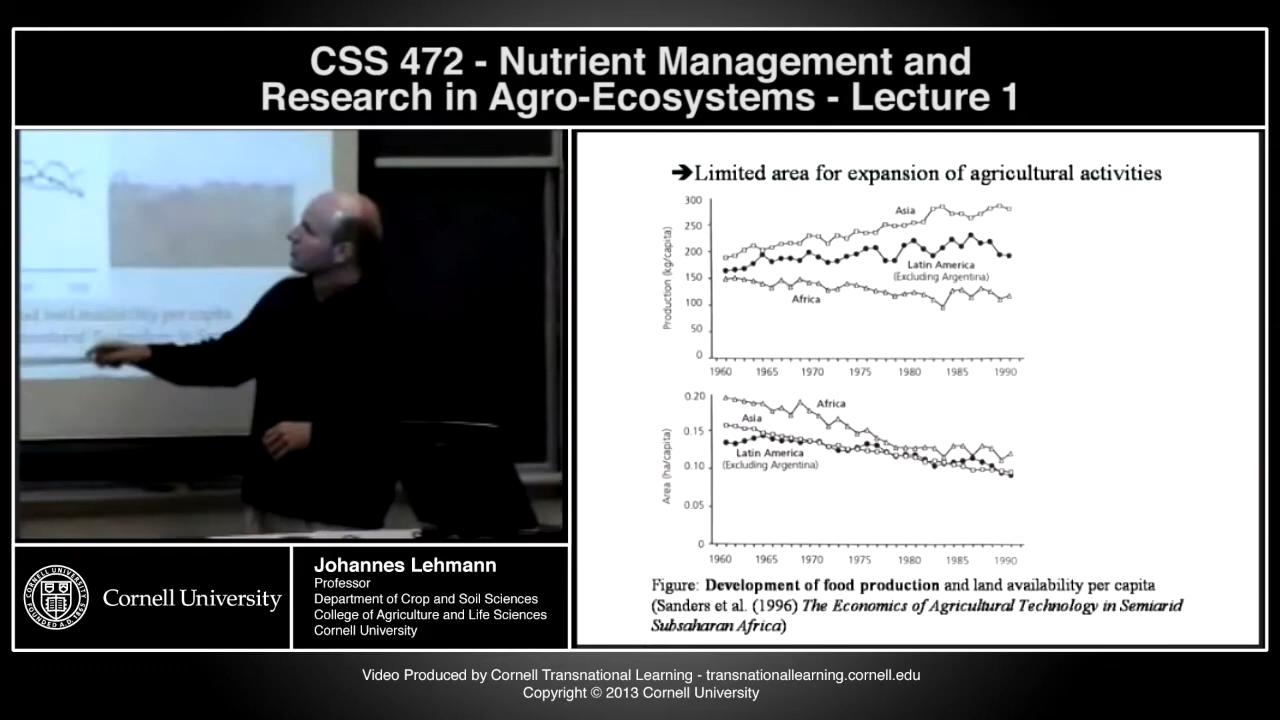 CSS 472 - Nutrient Management and
Research in Agro-Ecosystems - Lecture 1
➔Limited area for expansion of agricultural activities
300
250
200
150
100
50
0
Production (kg/capita)
Asia
Latin America
(Excluding Argentina)
Africa
1960 1965 1970 1975 1980 1985 1990
0.20
0.15
0.10
0.05
0
Area (ha/capita)
Africa
Asia
Latin America
(Excluding Argentina)
1960 1965 1970 1975 1980 1985 1990
Figure: Development of food production and land availability per capita
(Sanders et al. (1996) The Economics of Agricultural Technology in Semiarid
Subsaharan Africa)
Cornell University
Johannes Lehmann
Professor
Department of Crop and Soil Sciences
College of Agriculture and Life Sciences
Cornell University
Video Produced by Cornell Transnational Learning - transnationallearning.cornell.edu
Copyright © 2013 Cornell University